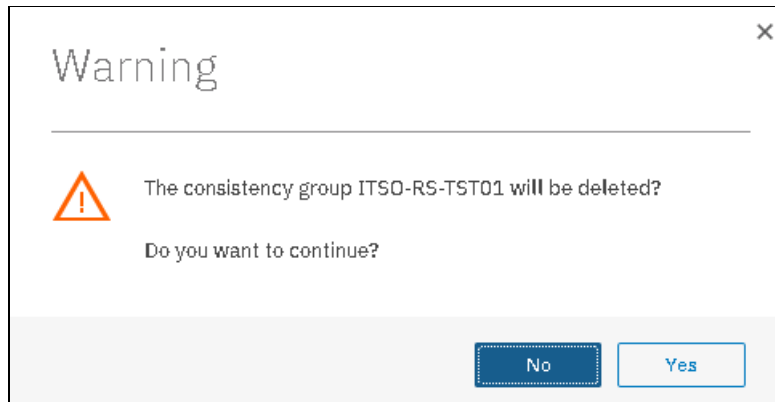 Warning
The consistency group ITSO-RS-TST01 will be deleted?
Do you want to continue?
No
Yes